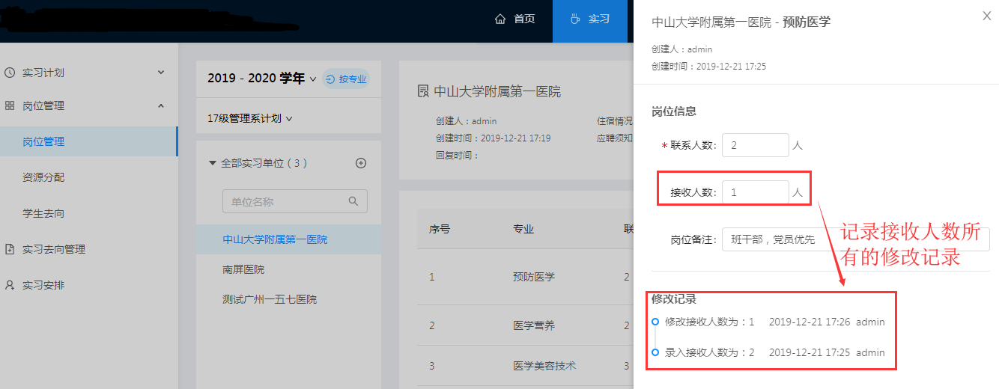 首页
实习
实习计划
岗位管理
岗位管理
资源分配
学生去向
实习去向管理
实习安排
2019 - 2020 学年
按专业
17级管理系计划
全部实习单位（3）
单位名称
中山大学附属第一医院
南屏医院
测试广州一五七医院
中山大学附属第一医院
创建人：admin
住宿情况
创建时间：2019-12-21 17:19
应聘须知
回复时间：
序号 专业 联
1 预防医学 2
2 医学营养 2
3 医学美容技术 3
中山大学附属第一医院 - 预防医学
创建人：admin
创建时间：2019-12-21 17:25
岗位信息
* 联系人数: 2 人
接收人数: 1 人
岗位备注: 班干部，党员优先
记录接收人数所
有的修改记录
修改记录
修改接收人数为：1 2019-12-21 17:26 admin
录入接收人数为：2 2019-12-21 17:25 admin